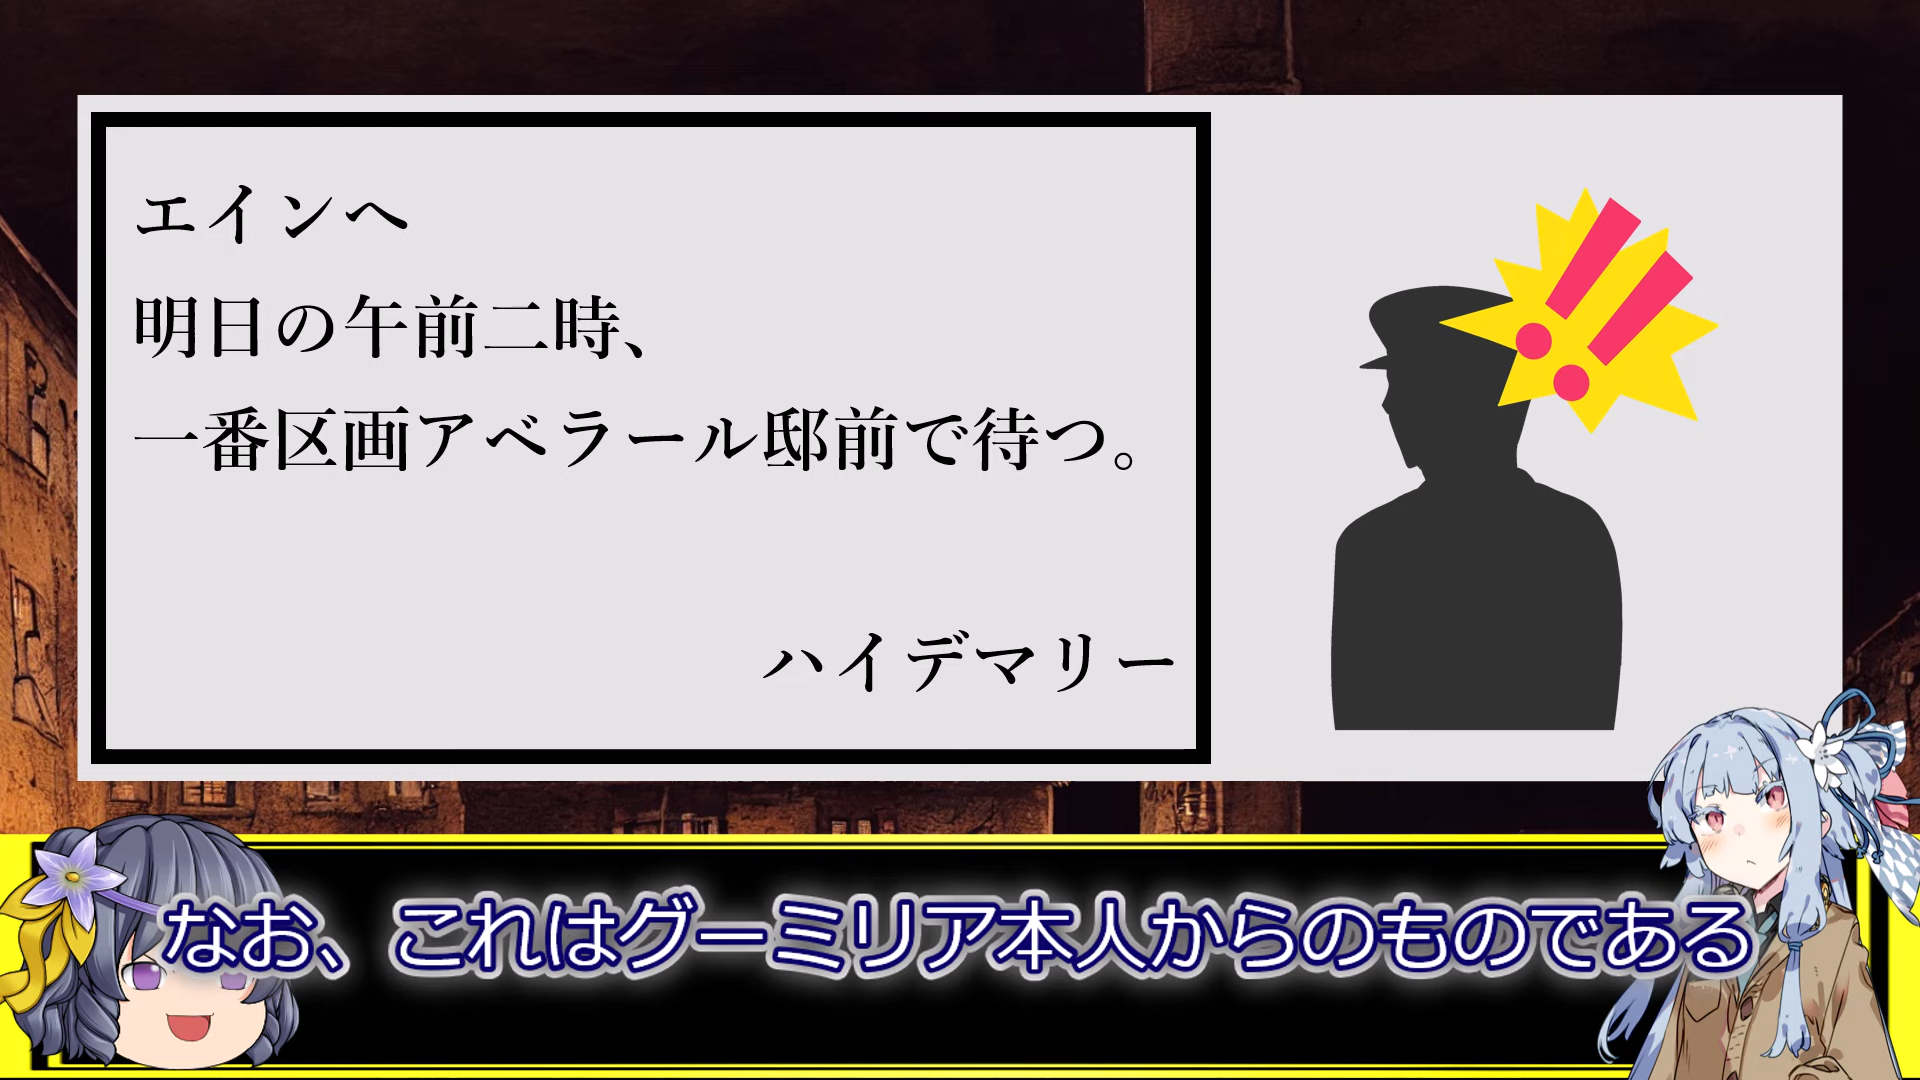 エインへ
明日の午前二時、
一番区画アベラール邸前で待つ。
ハイデマリー
!!
なお、これはグーミリア本人からのものである